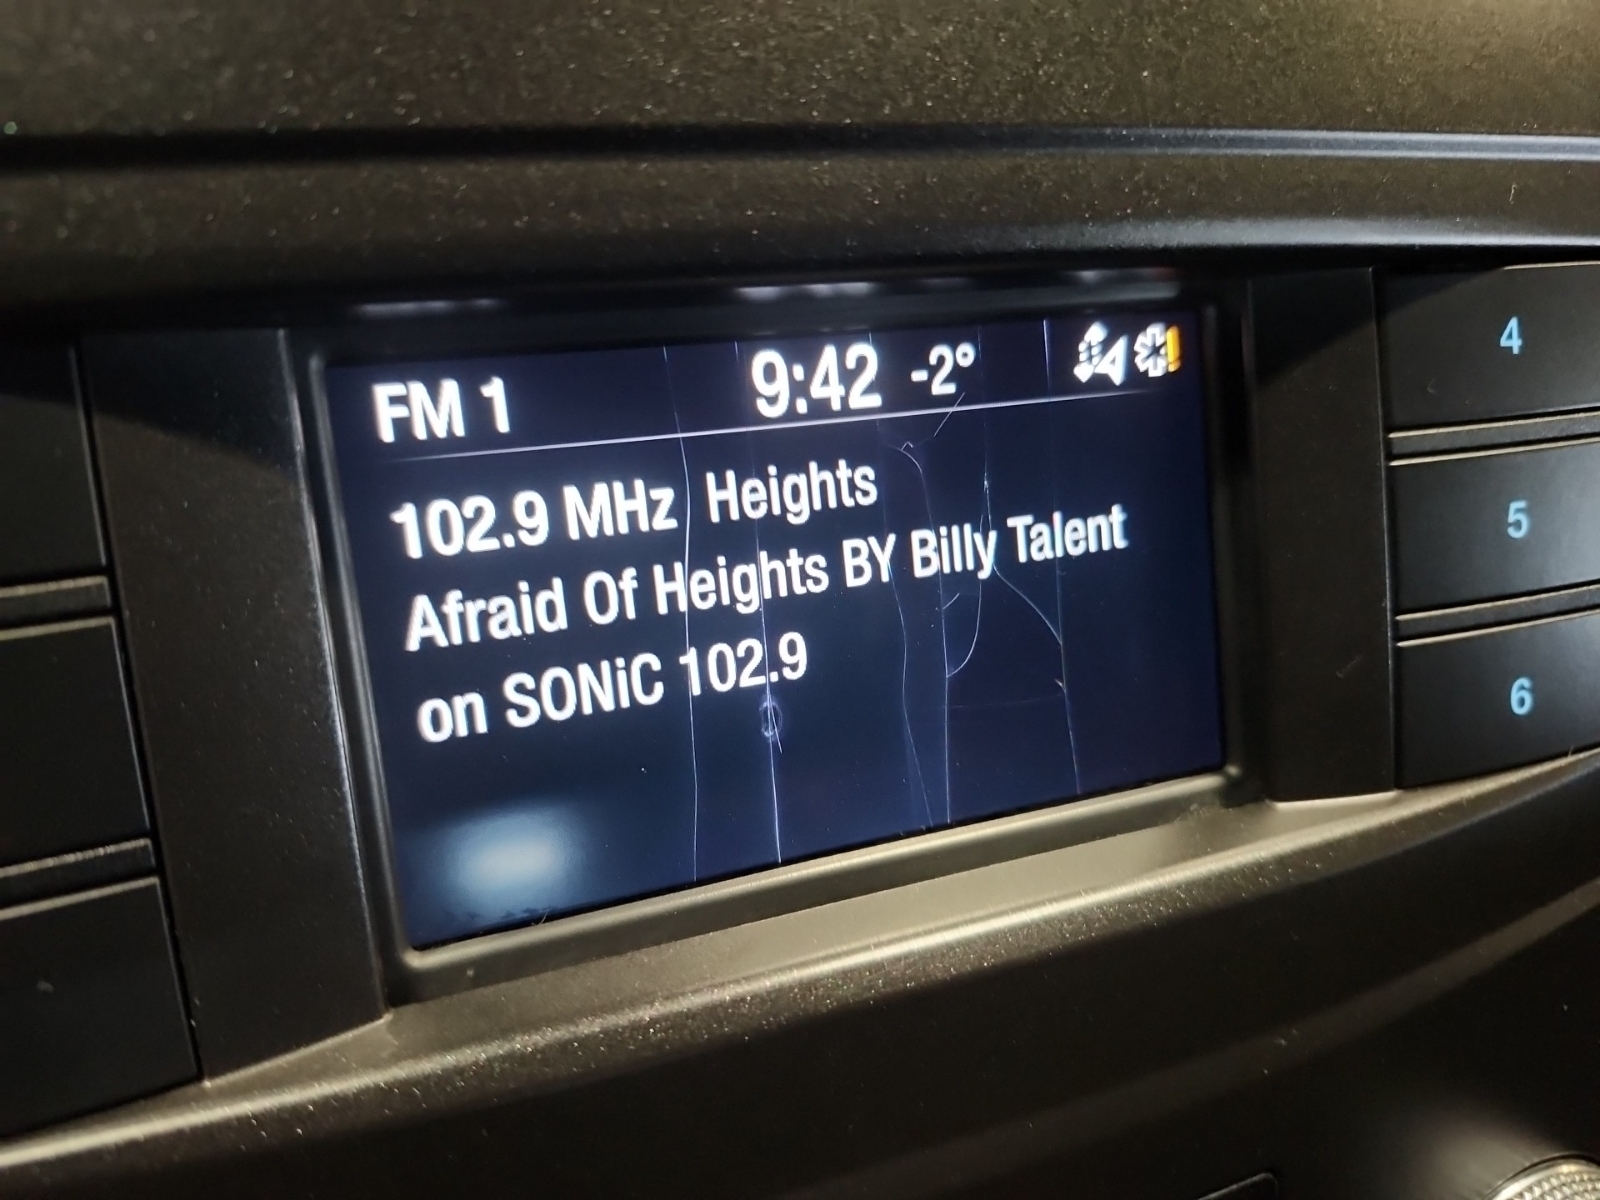 FM 1 9:42 -2°
102.9 MHz Heights
Afraid Of Heights BY Billy Talent
on SONiC 102.9
4
5
6